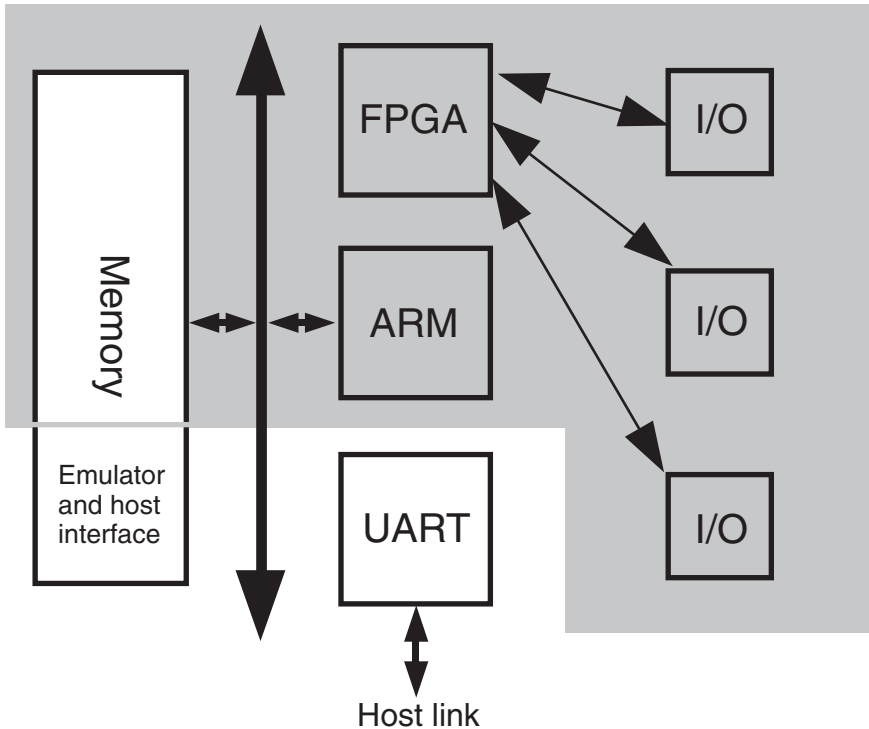 FPGA
I/O
Memory
ARM
I/O
Emulator
and host
interface
UART
I/O
Host link